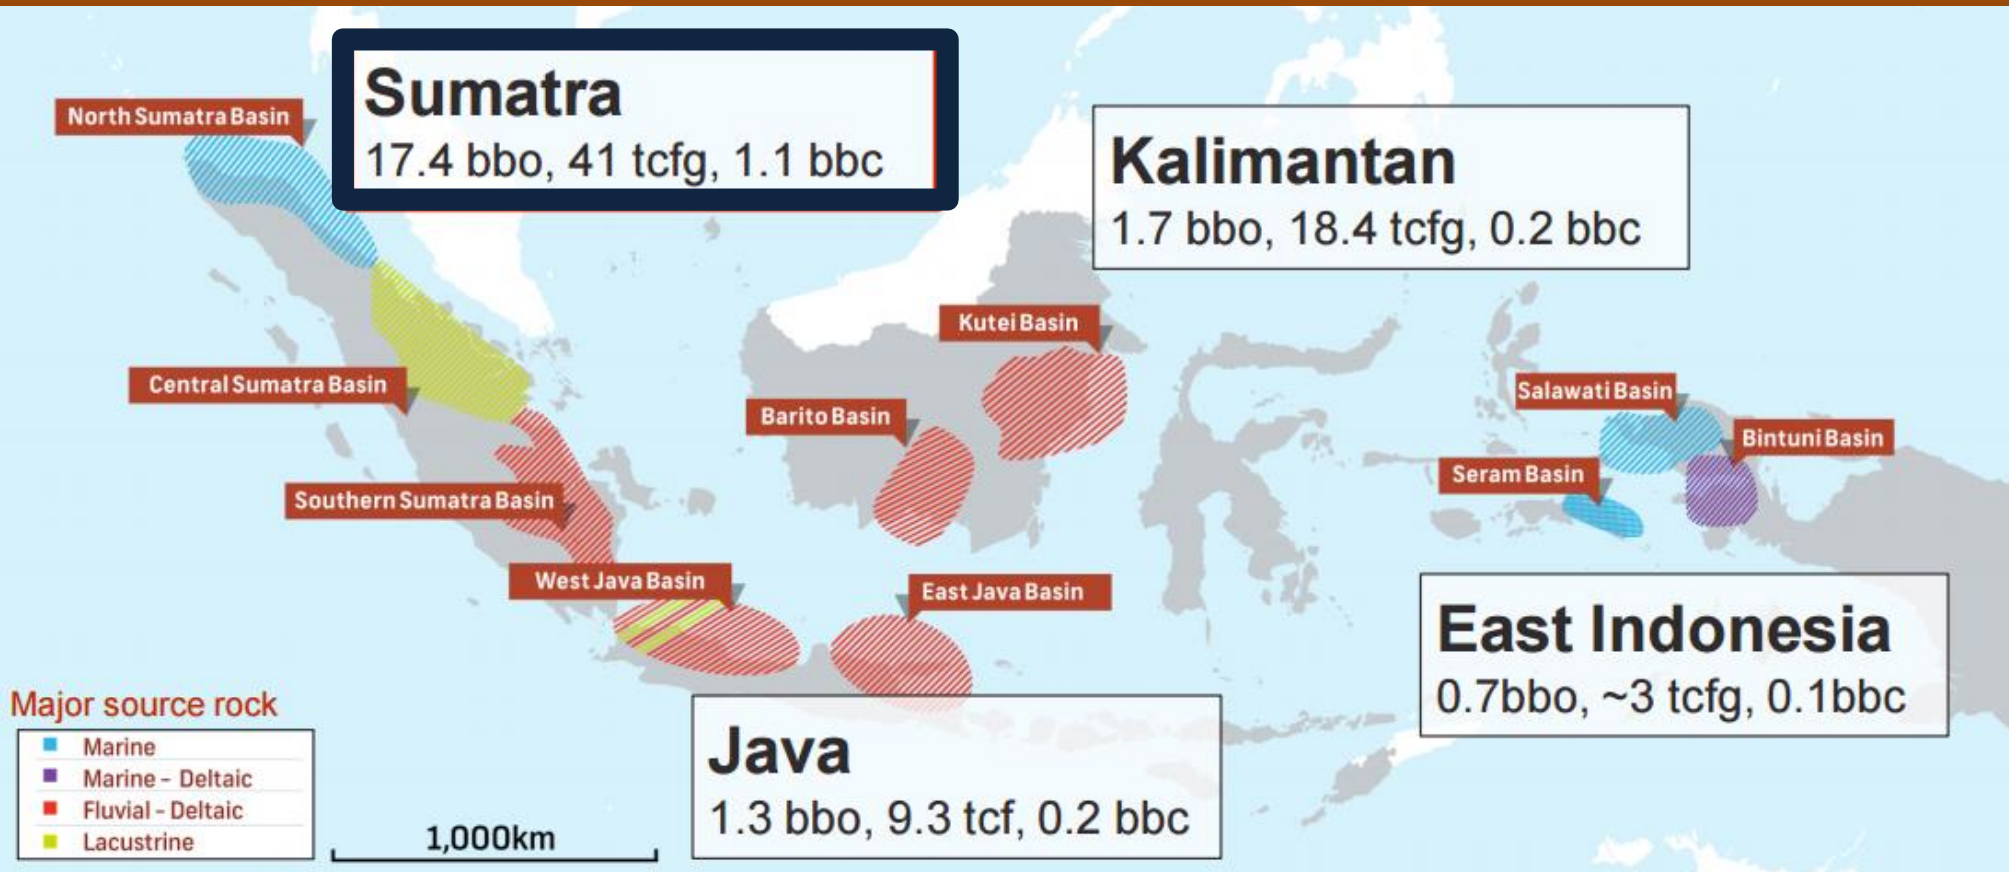 Sumatra
17.4 bbo, 41 tcfg, 1.1 bbc
North Sumatra Basin
Kalimantan
1.7 bbo, 18.4 tcfg, 0.2 bbc
Kutei Basin
Central Sumatra Basin
Barito Basin
Salawati Basin
Bintuni Basin
Seram Basin
Southern Sumatra Basin
West Java Basin
East Java Basin
East Indonesia
0.7bbo, ~3 tcfg, 0.1bbc
Java
1.3 bbo, 9.3 tcf, 0.2 bbc
Major source rock
Marine
Marine - Deltaic
Fluvial - Deltaic
Lacustrine
1,000km